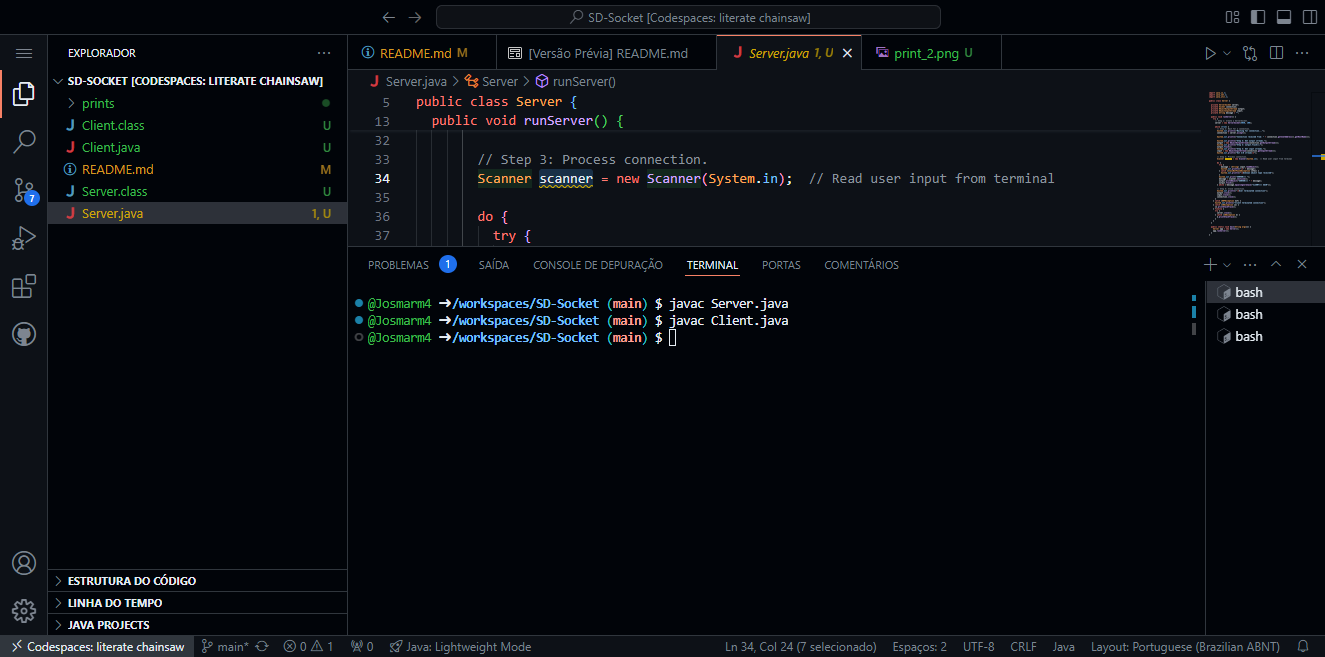 SD-Socket [Codespaces: literate chainsaw]
EXPLORADOR
SD-SOCKET [CODESPACES: LITERATE CHAINSAW]
prints
J Client.class U
J Client.java U
README.md M
J Server.class U
J Server.java 1, U
7
README.md M
[Versão Prévia] README.md
J Server.java 1, U
print_2.png U
J Server.java > Server > runServer()
5 public class Server {
13 public void runServer() {
32
33 // Step 3: Process connection.
34 Scanner scanner = new Scanner(System.in); // Read user input from terminal
35
36 do {
37 try {
PROBLEMAS 1 SAÍDA CONSOLE DE DEPURAÇÃO TERMINAL PORTAS COMENTÁRIOS
@Josmarm4 ➜/workspaces/SD-Socket (main) $ javac Server.java
@Josmarm4 ➜/workspaces/SD-Socket (main) $ javac Client.java
@Josmarm4 ➜/workspaces/SD-Socket (main) $
bash
bash
bash
ESTRUTURA DO CÓDIGO
LINHA DO TEMPO
JAVA PROJECTS
Codespaces: literate chainsaw main* 0 1 0 Java: Lightweight Mode Ln 34, Col 24 (7 selecionado) Espaços: 2 UTF-8 CRLF Java Layout: Portuguese (Brazilian ABNT)